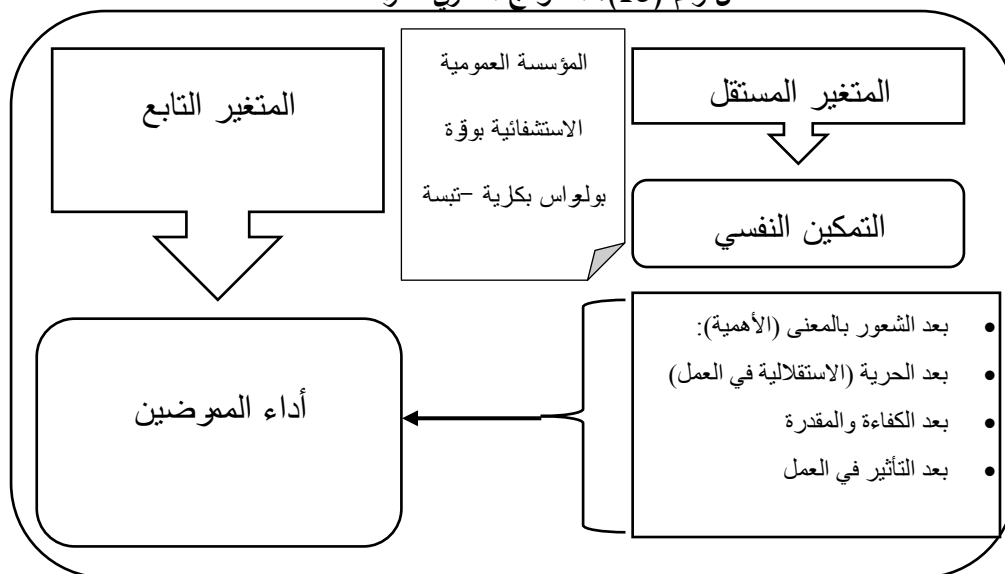 المتغير المستقل
التمكين النفسي
المؤسسة العمومية
الاستشفائية بوقرة
بولعواس بكارية –تبسة
المتغير التابع
• بعد الشعور بالمعنى (الأهمية):
• بعد الحرية (الاستقلالية في العمل)
• بعد الكفاءة والمقدرة
• بعد التأثير في العمل
أداء الممرضين